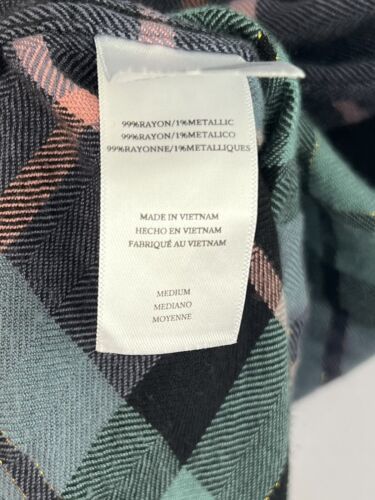 99%RAYON/1%METALLIC
99%RAYON/1%METALICO
99%RAYONNE/1%METALLIQUES
MADE IN VIETNAM
HECHO EN VIETNAM
FABRIQUÉ AU VIETNAM
MEDIUM
MEDIANO
MOYENNE